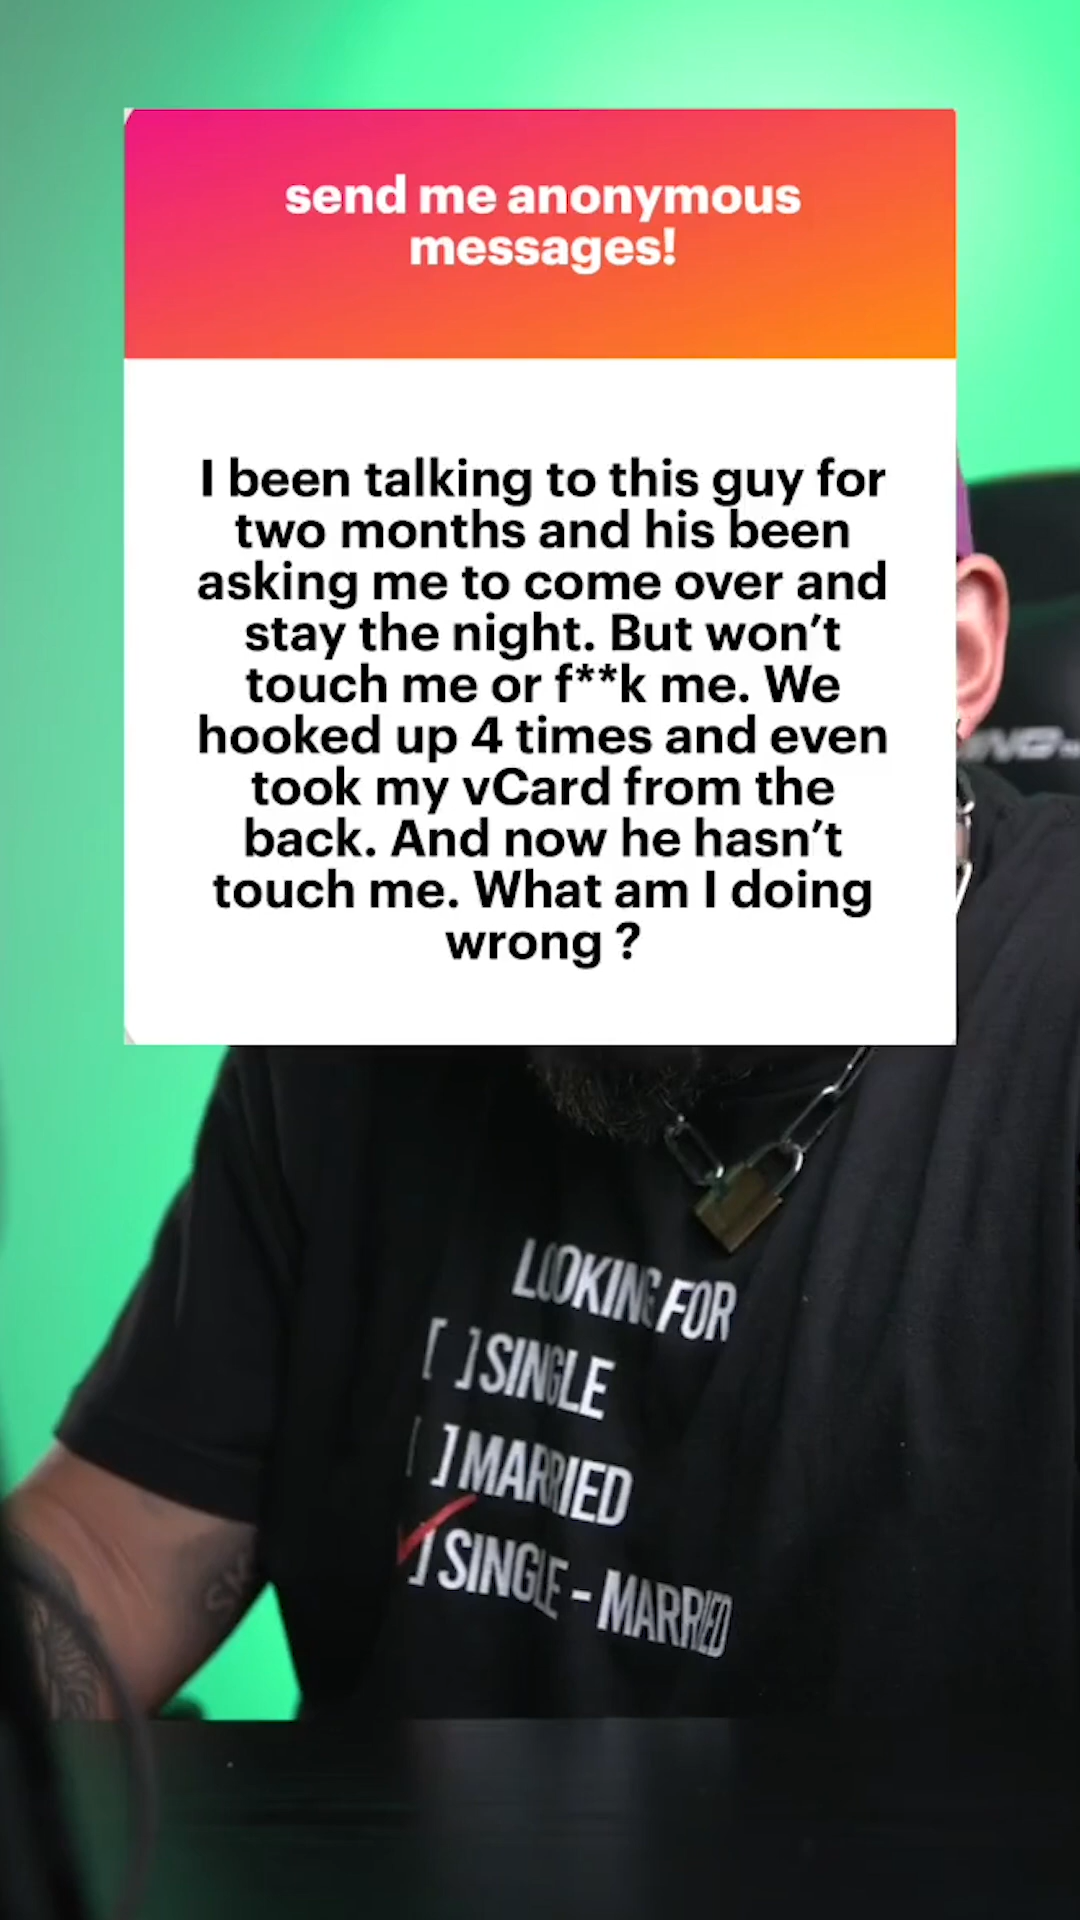 send me anonymous
messages!
I been talking to this guy for
two months and his been
asking me to come over and
stay the night. But won’t
touch me or f**k me. We
hooked up 4 times and even
took my vCard from the
back. And now he hasn’t
touch me. What am I doing
wrong ?
LOOKING FOR
[ ] SINGLE
[ ] MARRIED
[✓] SINGLE - MARRIED